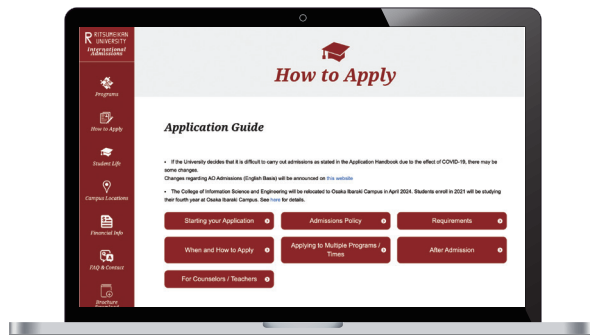 RITSUMEIKAN
UNIVERSITY
International
Admissions
Programs
How to Apply
Student Life
Campus Locations
Financial Info
FAQ & Contact
Brochure
How to Apply
Application Guide
• If the University decides that it is difficult to carry out admissions as stated in the Application Handbook due to the effect of COVID-19, there may be
some changes.
Changes regarding AO Admissions (English Basis) will be announced on this website
• The College of Information Science and Engineering will be relocated to Osaka Ibaraki Campus in April 2024. Students enroll in 2021 will be studying
their fourth year at Osaka Ibaraki Campus. See here for details.
Starting your Application
Admissions Policy
Requirements
When and How to Apply
Applying to Multiple Programs /
Times
After Admission
For Counselors / Teachers